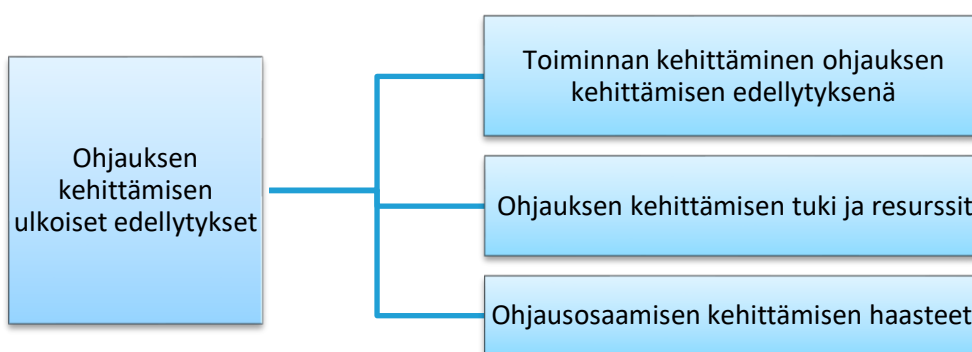 Ohjauksen
kehittämisen
ulkoiset edellytykset
Toiminnan kehittäminen ohjauksen
kehittämisen edellytyksenä
Ohjauksen kehittämisen tuki ja resurssit
Ohjausosaamisen kehittämisen haasteet